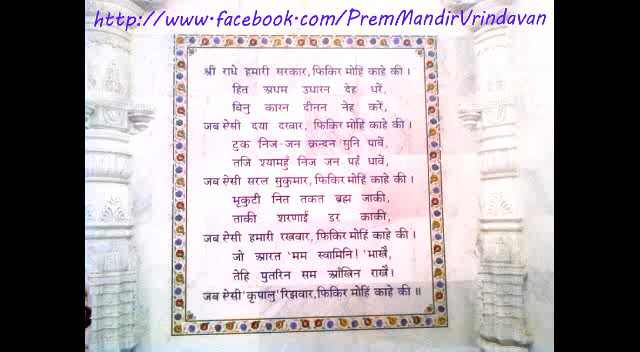 http://www.facebook.com/PremMandirVrindavan
श्री राधे हमारी सरकार, फिकिर मोहिं काहे की ।
हित अधम उधारन देह धरें,
बिनु कारन दीनन नेह करें,
जब ऐसी दया दरबार, फिकिर मोहिं काहे की ।
टुक निज-जन क्रन्दन सुनि पावें,
तजि श्यामहुँ निज जन पहँ धावें,
जब ऐसी सरल सुकुमार, फिकिर मोहिं काहे की ।
भृकुटी नित तकत ब्रह्म जाकी,
ताकी शरणाई डर काकी,
जब ऐसी हमारी रखवार, फिकिर मोहिं काहे की ।
जो आरत 'मम स्वामिनि! 'भाखै,
तेहि पुतरिन सम आँखिन राखै।
जब ऐसी 'कृपालु' रिझवार, फिकिर मोहिं काहे की ॥